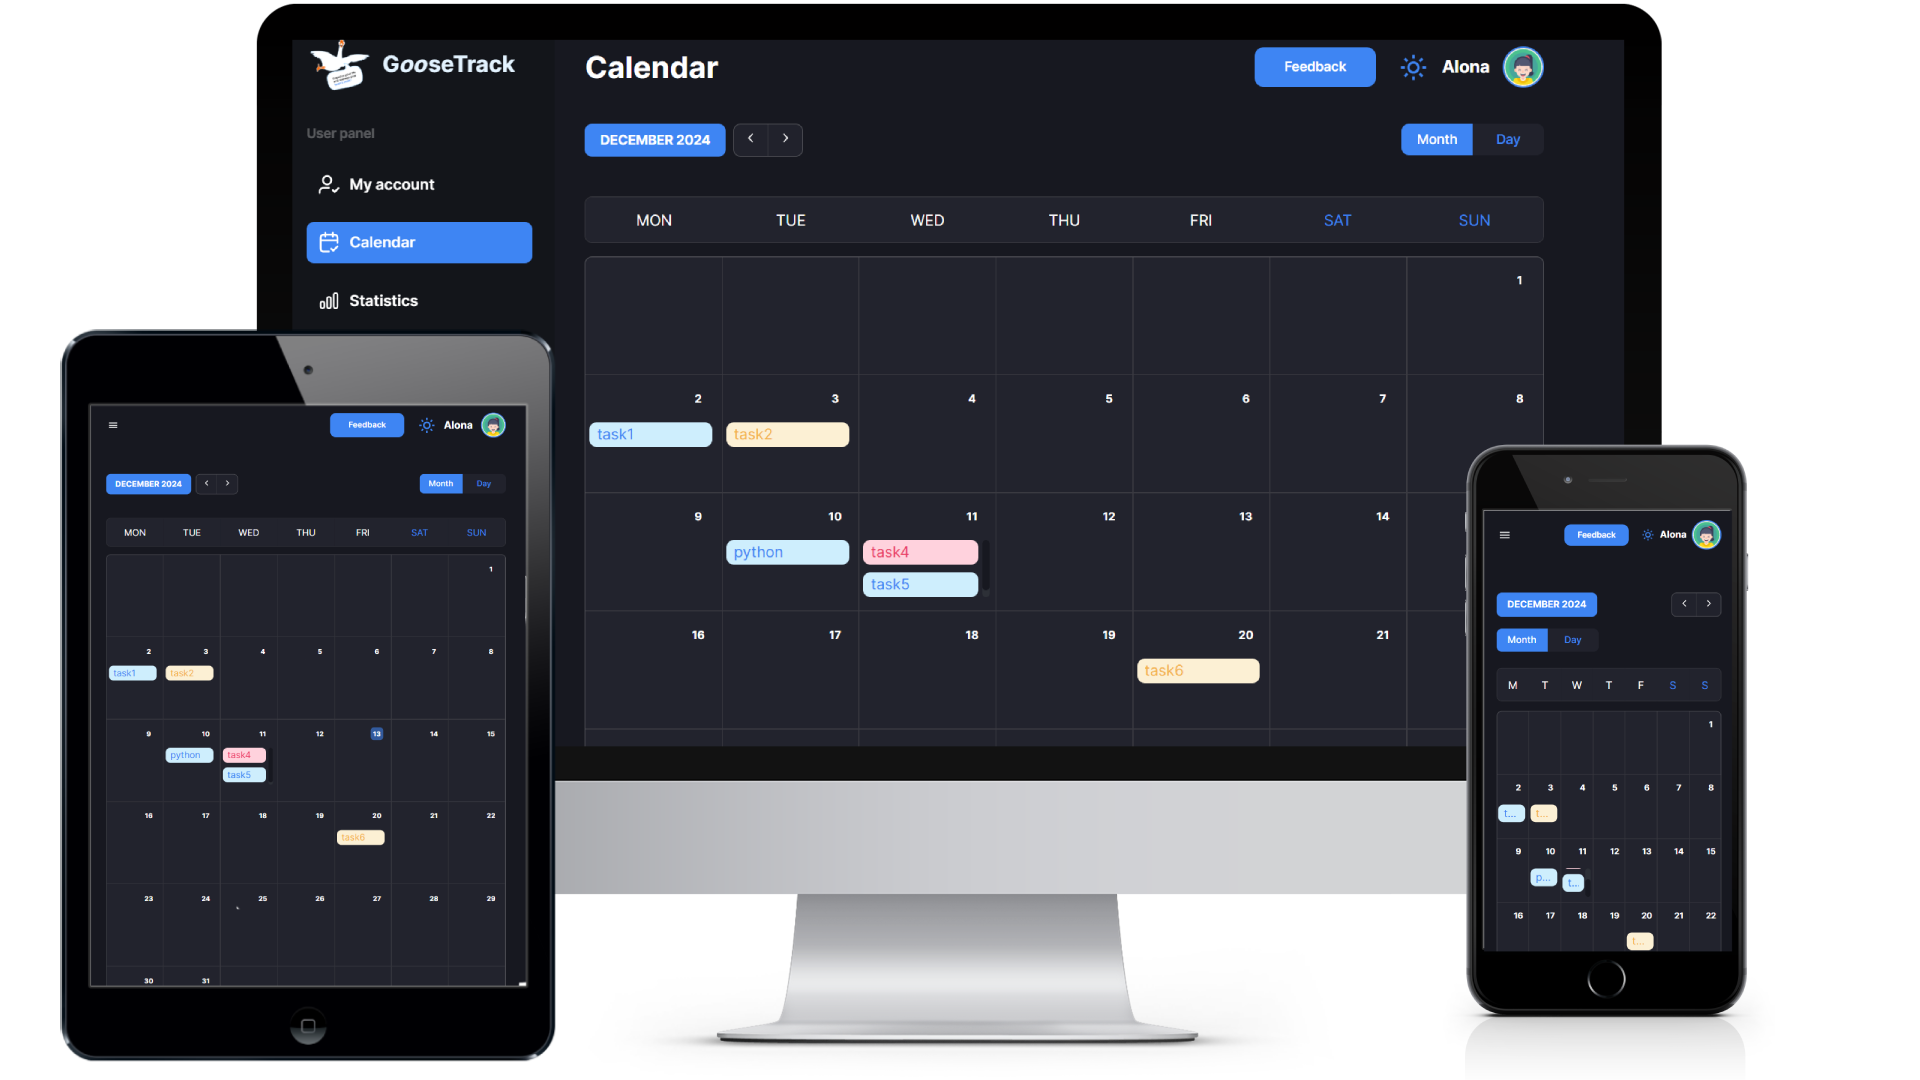 GooseTrack
Calendar
Feedback
Alona
User panel
DECEMBER 2024
Month Day
My account
Calendar
Statistics
MON TUE WED THU FRI SAT SUN
1
2 3 4 5 6 7 8
task1 task2
9 10 11 12 13 14
python task4
task5
16 17 18 19 20 21
task6
Feedback Alona
DECEMBER 2024 Month Day
MON TUE WED THU FRI SAT SUN
1
2 3 4 5 6 7 8
task1 task2
9 10 11 12 13 14 15
python task4
task5
16 17 18 19 20 21 22
task6
23 24 25 26 27 28 29
30 31
Feedback Alona
DECEMBER 2024
Month Day
M T W T F S S
1
2 3 4 5 6 7 8
t... t...
9 10 11 12 13 14 15
p... t...
16 17 18 19 20 21 22
t...